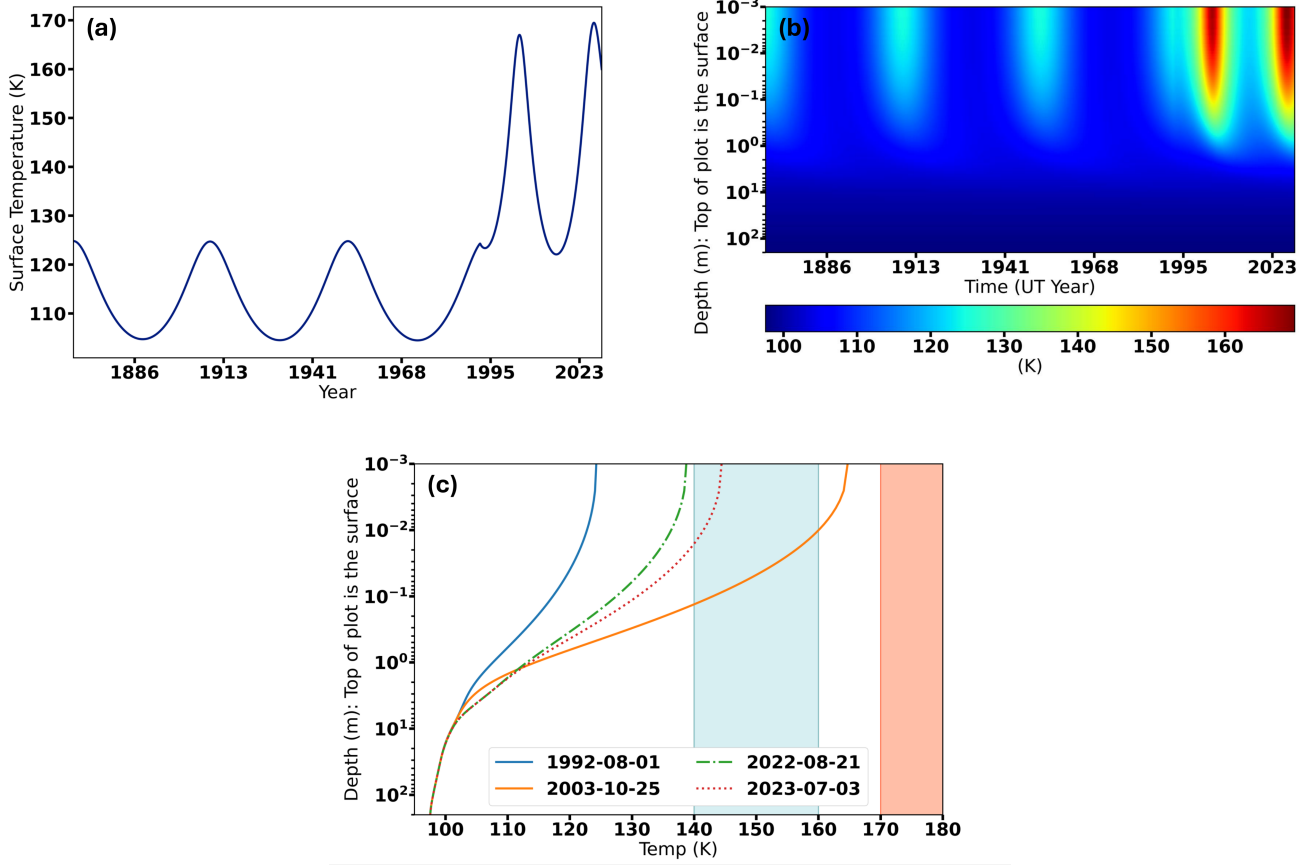 (a)
Surface Temperature (K)
170
160
150
140
130
120
110
1886 1913 1941 1968 1995 2023
Year
(b)
Depth (m): Top of plot is the surface
10⁻³
10⁻²
10⁻¹
10⁰
10¹
10²
1886 1913 1941 1968 1995 2023
Time (UT Year)
100 110 120 130 140 150 160
(K)
(c)
Depth (m): Top of plot is the surface
10⁻³
10⁻²
10⁻¹
10⁰
10¹
10²
1992-08-01 2022-08-21
2003-10-25 2023-07-03
100 110 120 130 140 150 160 170 180
Temp (K)